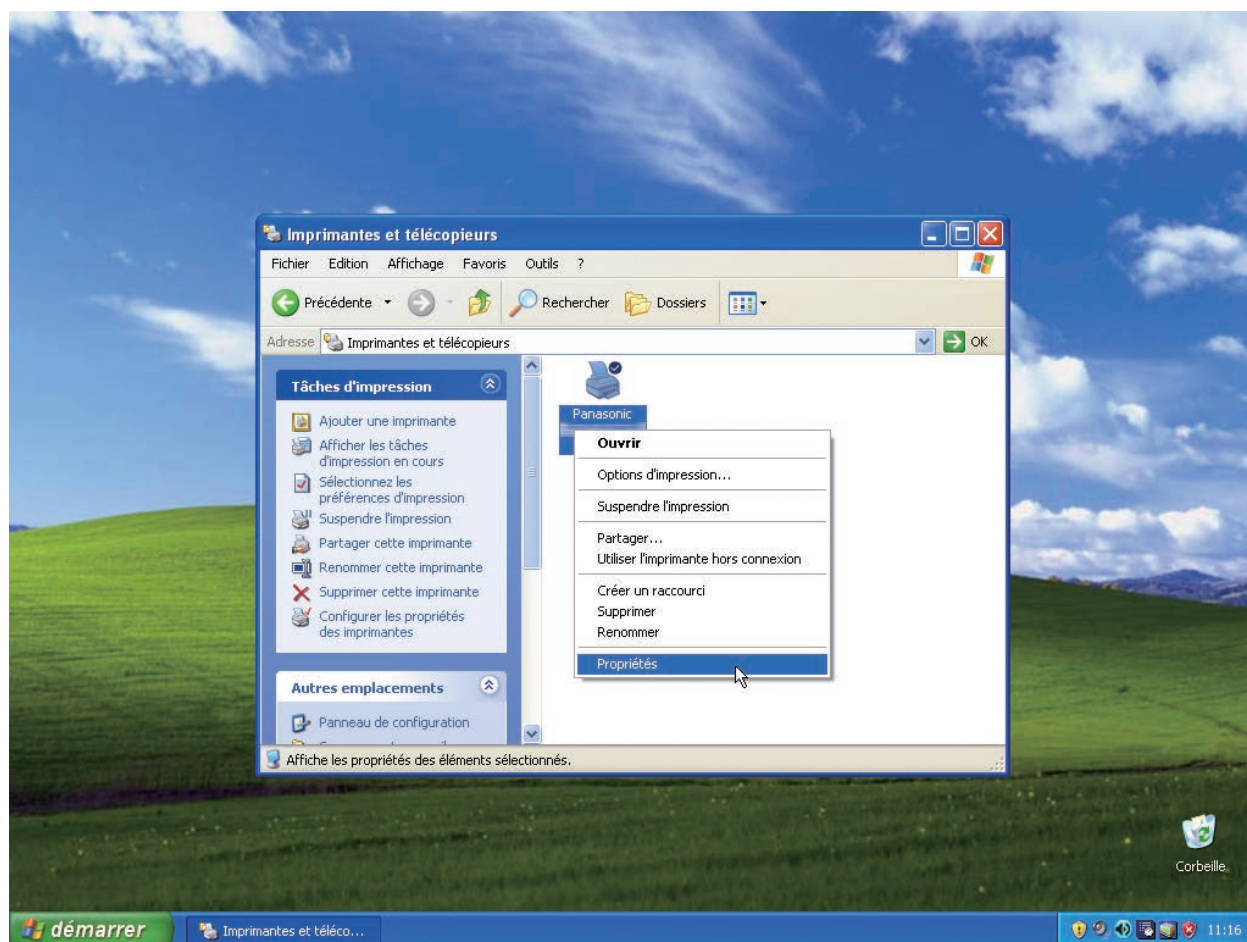 Imprimantes et télécopieurs
Fichier Edition Affichage Favoris Outils ?
Précédente Rechercher Dossiers
Adresse Imprimantes et télécopieurs OK
Tâches d'impression
Ajouter une imprimante
Afficher les tâches
d'impression en cours
Sélectionnez les
préférences d'impression
Suspendre l'impression
Partager cette imprimante
Renommer cette imprimante
Supprimer cette imprimante
Configurer les propriétés
des imprimantes
Autres emplacements
Panneau de configuration
Panasonic
Ouvrir
Options d'impression...
Suspendre l'impression
Partager...
Utiliser l'imprimante hors connexion
Créer un raccourci
Supprimer
Renommer
Propriétés
Affiche les propriétés des éléments sélectionnés.
Corbeille
démarrer
Imprimantes et téléco...
11:16